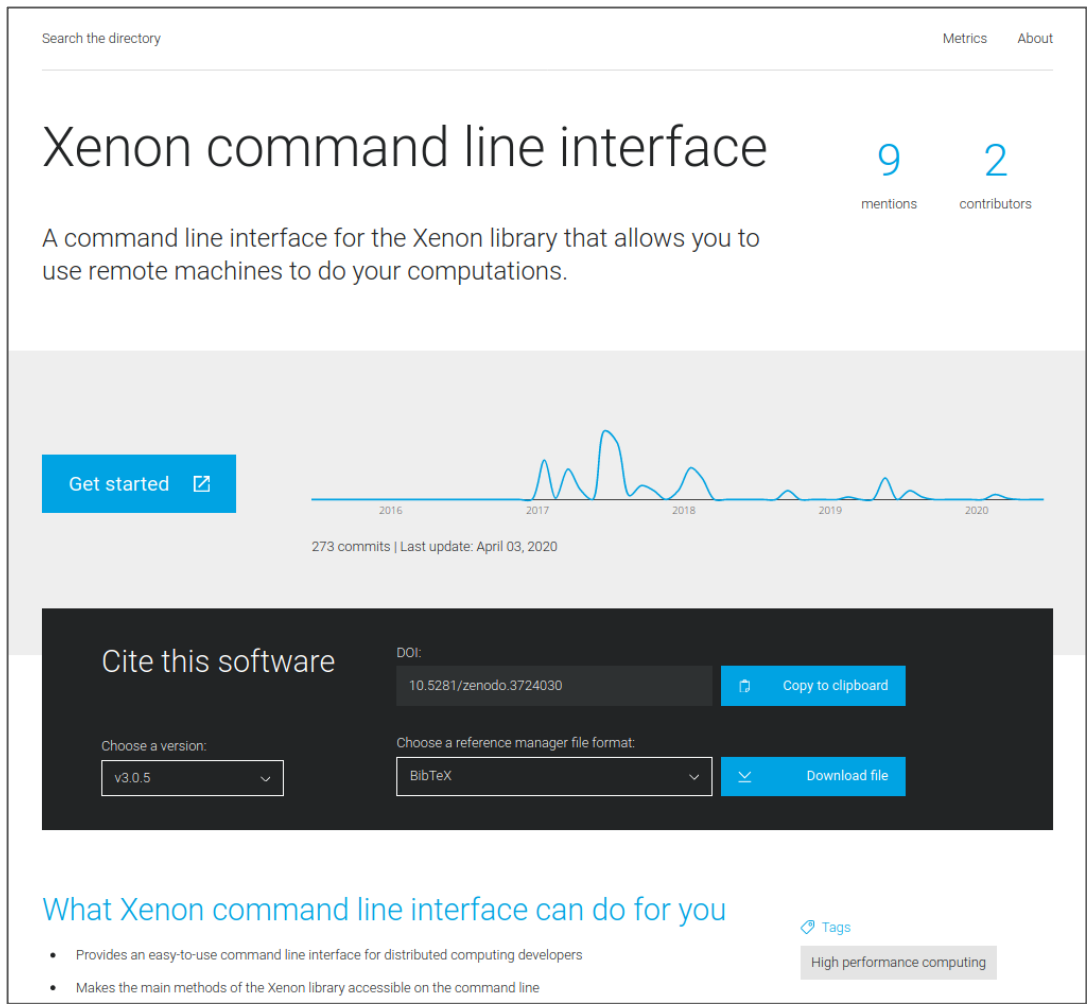 Search the directory
Metrics
About
Xenon command line interface
9
mentions
2
contributors
A command line interface for the Xenon library that allows you to
use remote machines to do your computations.
Get started
2016
2017
2018
2019
2020
273 commits | Last update: April 03, 2020
Cite this software
DOI:
10.5281/zenodo.3724030
Copy to clipboard
Choose a version:
v3.0.5
Choose a reference manager file format:
BibTeX
Download file
What Xenon command line interface can do for you
• Provides an easy-to-use command line interface for distributed computing developers
• Makes the main methods of the Xenon library accessible on the command line
Tags
High performance computing